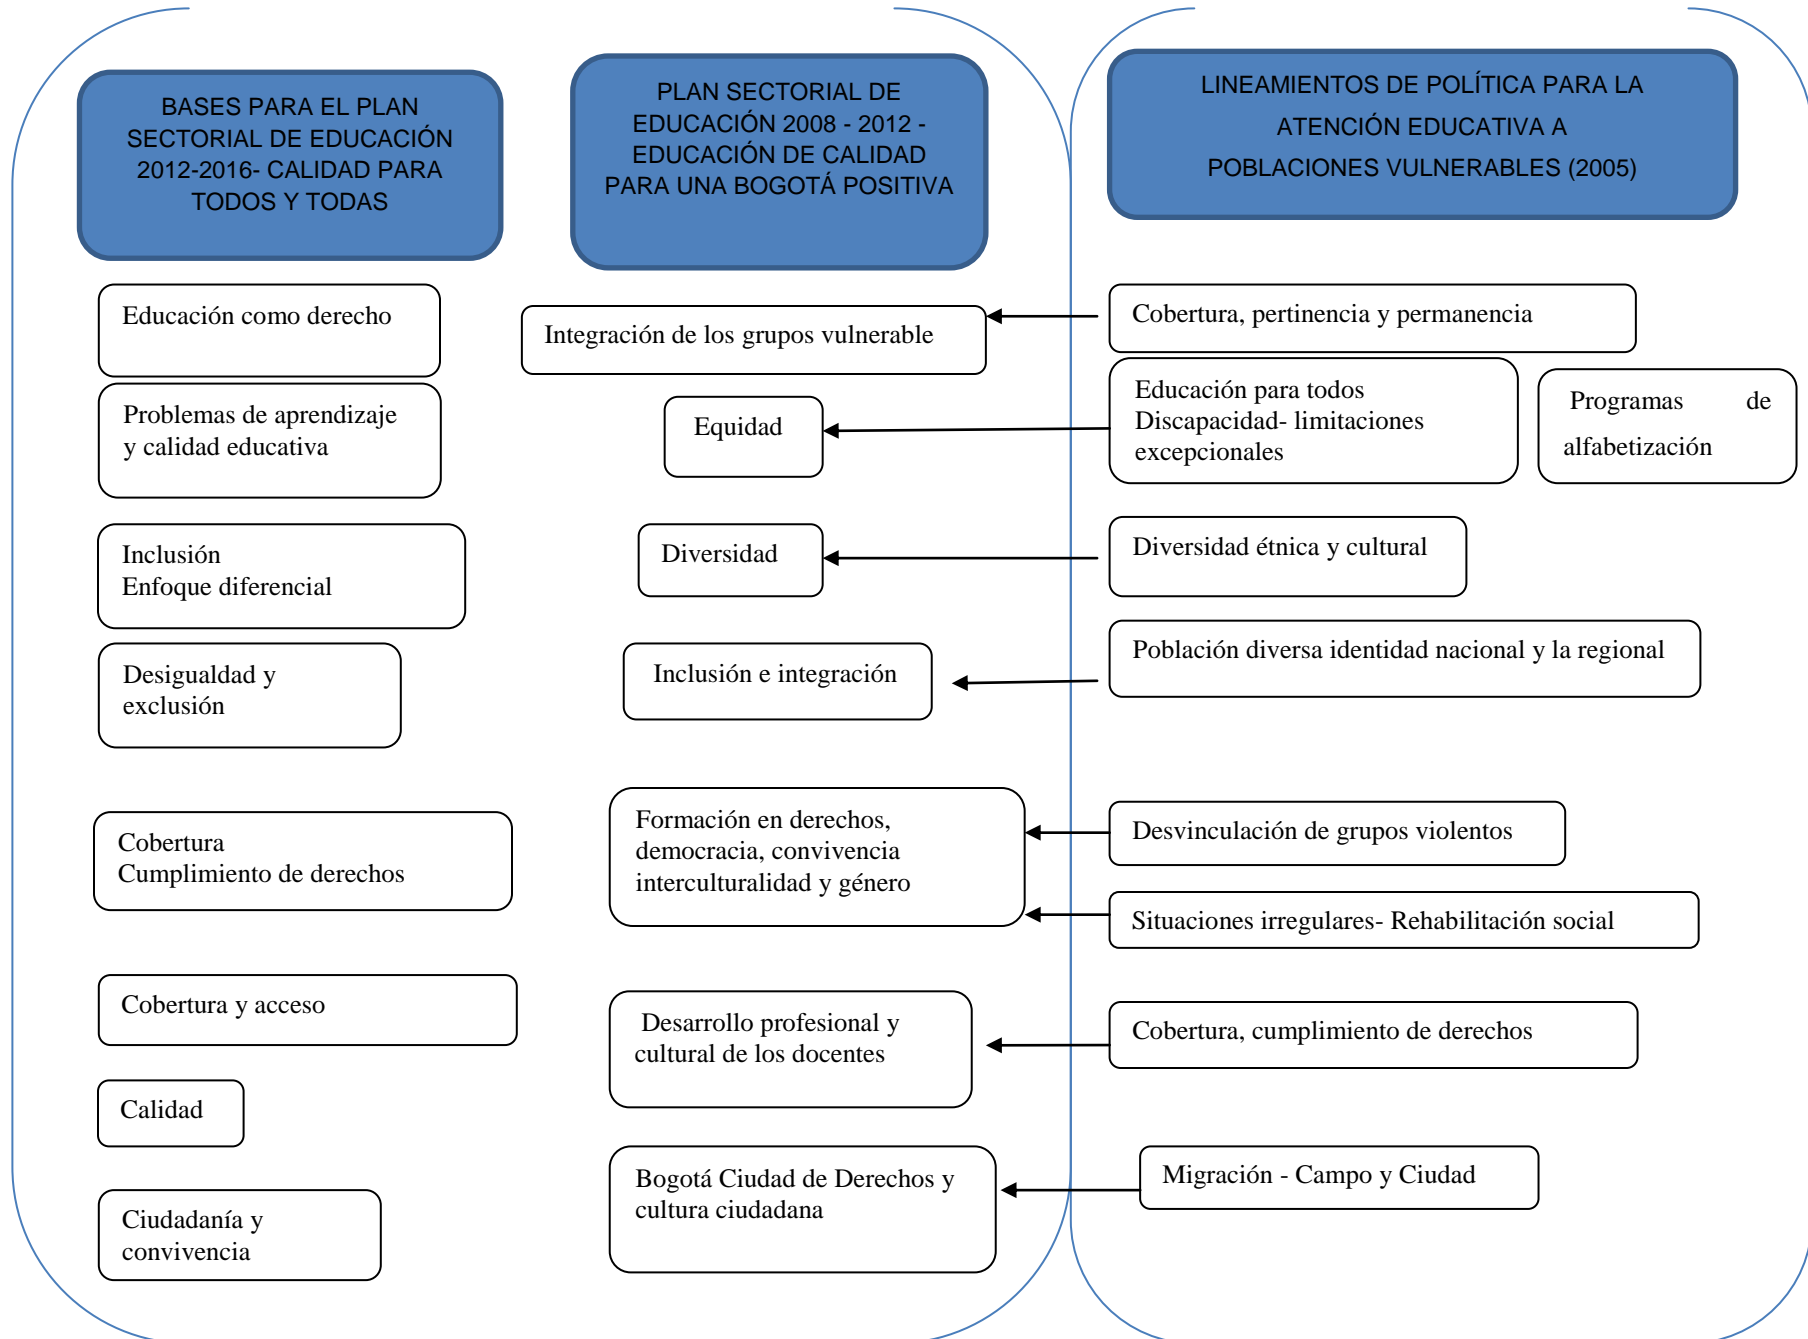 BASES PARA EL PLAN
SECTORIAL DE EDUCACIÓN
2012-2016- CALIDAD PARA
TODOS Y TODAS
Educación como derecho
Problemas de aprendizaje
y calidad educativa
Inclusión
Enfoque diferencial
Desigualdad y
exclusión
Cobertura
Cumplimiento de derechos
Cobertura y acceso
Calidad
Ciudadanía y
convivencia
PLAN SECTORIAL DE
EDUCACIÓN 2008 - 2012 -
EDUCACIÓN DE CALIDAD
PARA UNA BOGOTÁ POSITIVA
Integración de los grupos vulnerable
Equidad
Diversidad
Inclusión e integración
Formación en derechos,
democracia, convivencia
interculturalidad y género
Desarrollo profesional y
cultural de los docentes
Bogotá Ciudad de Derechos y
cultura ciudadana
LINEAMIENTOS DE POLÍTICA PARA LA
ATENCIÓN EDUCATIVA A
POBLACIONES VULNERABLES (2005)
Cobertura, pertinencia y permanencia
Educación para todos
Discapacidad- limitaciones
excepcionales
Programas de
alfabetización
Diversidad étnica y cultural
Población diversa identidad nacional y la regional
Desvinculación de grupos violentos
Situaciones irregulares- Rehabilitación social
Cobertura, cumplimiento de derechos
Migración - Campo y Ciudad